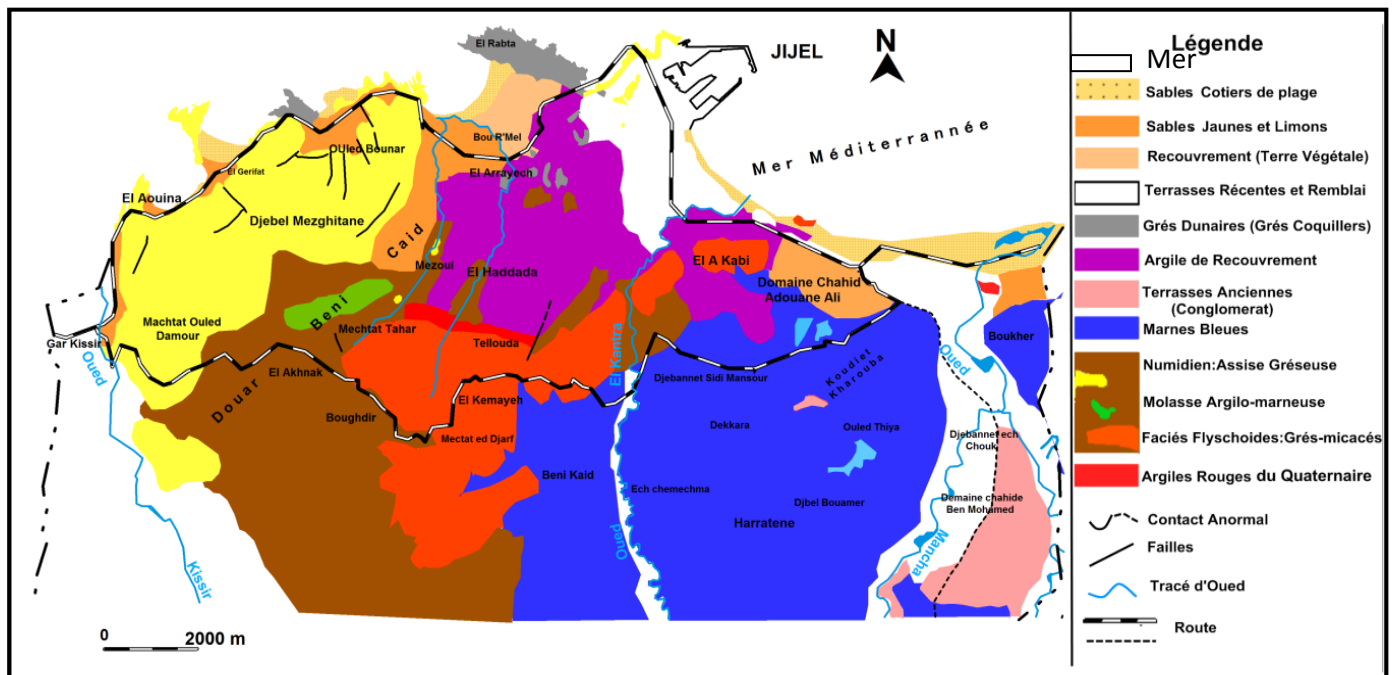 El Rabta
JIJEL
N
Mer Méditerrannée
Bou R'Mel
OUled Bounar
El Gerifat
El Arrayech
El Aouina
Djebel Mezghitane
Caid
Mezoui
El Haddada
El A Kabi
Domaine Chahid
Adouane Ali
Beni
Machtat Ouled
Damour
Mechtat Tahar
Tellouda
Gar Kissir
Oued
El Akhnak
Douar
El Kantra
Boukher
Oued
Djebannet Sidi Mansour
Koudiet
Kharouba
Boughdir
El Kemayeh
Mectat ed Djarf
Dekkara
Ouled Thiya
Djebannet ech
Chouk
Beni Kaid
Ech chemechma
Djbel Bouamer
Demaine chahide
Ben Mohamed
Harratene
Oued
Mancha
Kissir
0 2000 m
Légende
Mer
Sables Cotiers de plage
Sables Jaunes et Limons
Recouvrement (Terre Végétale)
Terrasses Récentes et Remblai
Grés Dunaires (Grés Coquillers)
Argile de Recouvrement
Terrasses Anciennes
(Conglomerat)
Marnes Bleues
Numidien:Assise Gréseuse
Molasse Argilo-marneuse
Faciés Flyschoides:Grés-micacés
Argiles Rouges du Quaternaire
Contact Anormal
Failles
Tracé d'Oued
Route